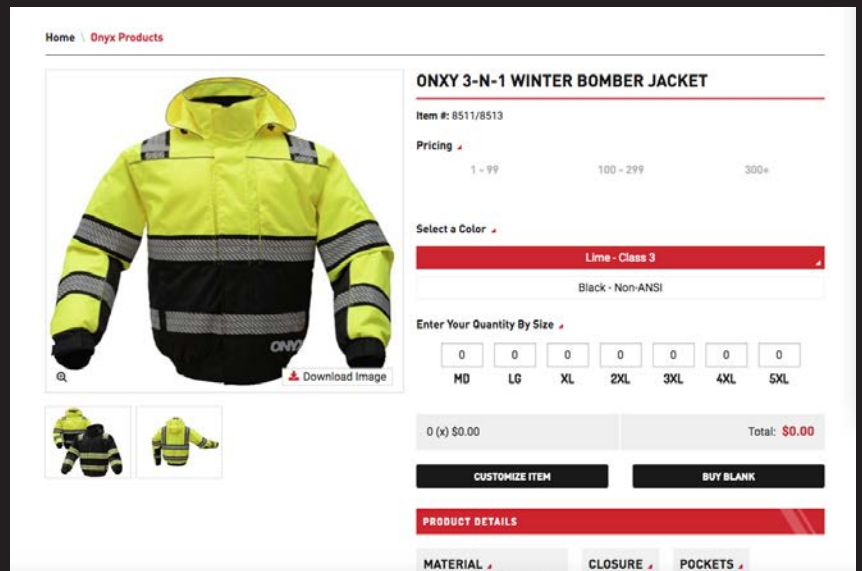 Home \ Onyx Products
ONXY 3-N-1 WINTER BOMBER JACKET
Item #: 8511/8513
Pricing
1 - 99 100 - 299 300+
Select a Color
Lime - Class 3
Black - Non-ANSI
Enter Your Quantity By Size
0 0 0 0 0 0 0
MD LG XL 2XL 3XL 4XL 5XL
ONYX
Download Image
0 (x) $0.00 Total: $0.00
CUSTOMIZE ITEM BUY BLANK
PRODUCT DETAILS
MATERIAL CLOSURE POCKETS